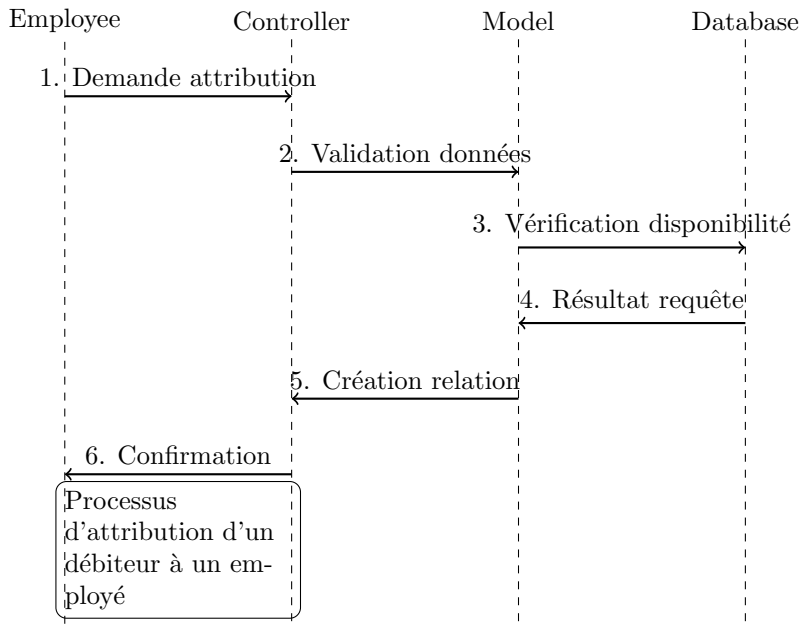 Employee Controller Model Database
1. Demande attribution
2. Validation données
3. Vérification disponibilité
4. Résultat requête
5. Création relation
6. Confirmation
Processus
d'attribution d'un
débiteur à un em-
ployé